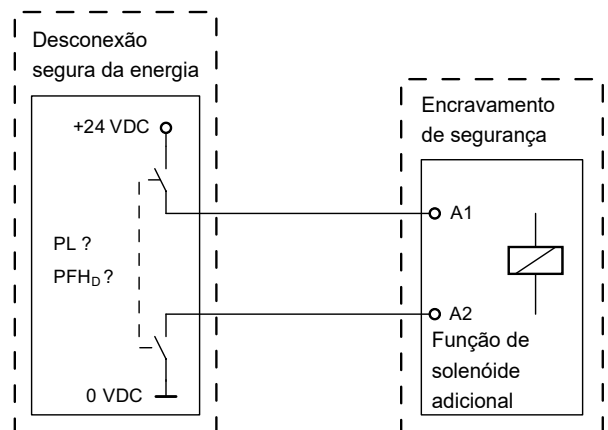 Desconexão
segura da energia
+24 VDC
PL ?
PFHD ?
0 VDC
Encravamento
de segurança
A1
A2
Função de
solenóide
adicional